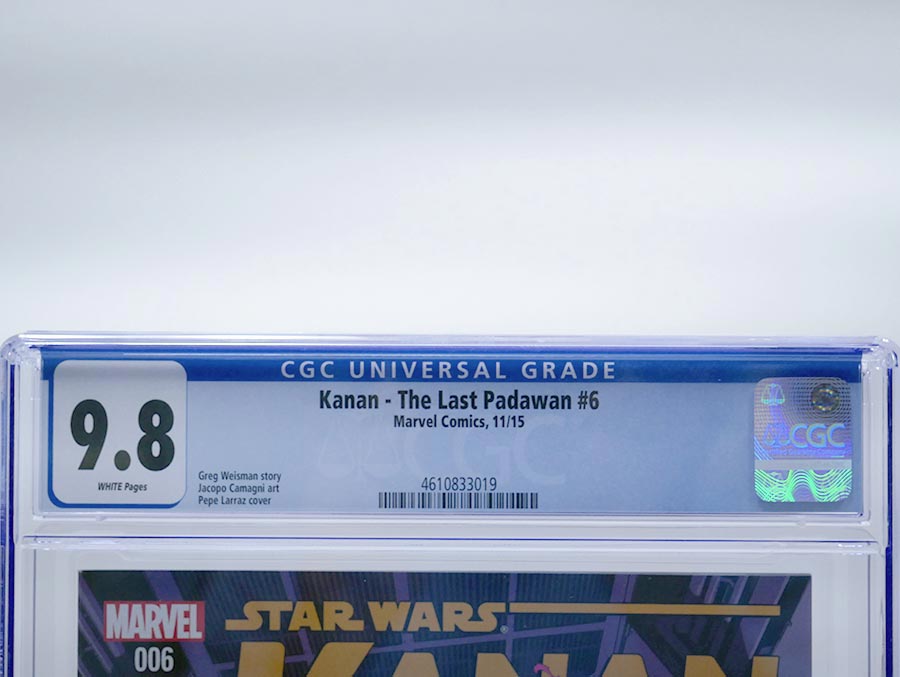 CGC UNIVERSAL GRADE
9.8
WHITE Pages
Kanan - The Last Padawan #6
Marvel Comics, 11/15
Greg Weisman story
Jacopo Camagni art
Pepe Larraz cover
4610833019
CGC
MARVEL
006
STAR WARS
KANAN